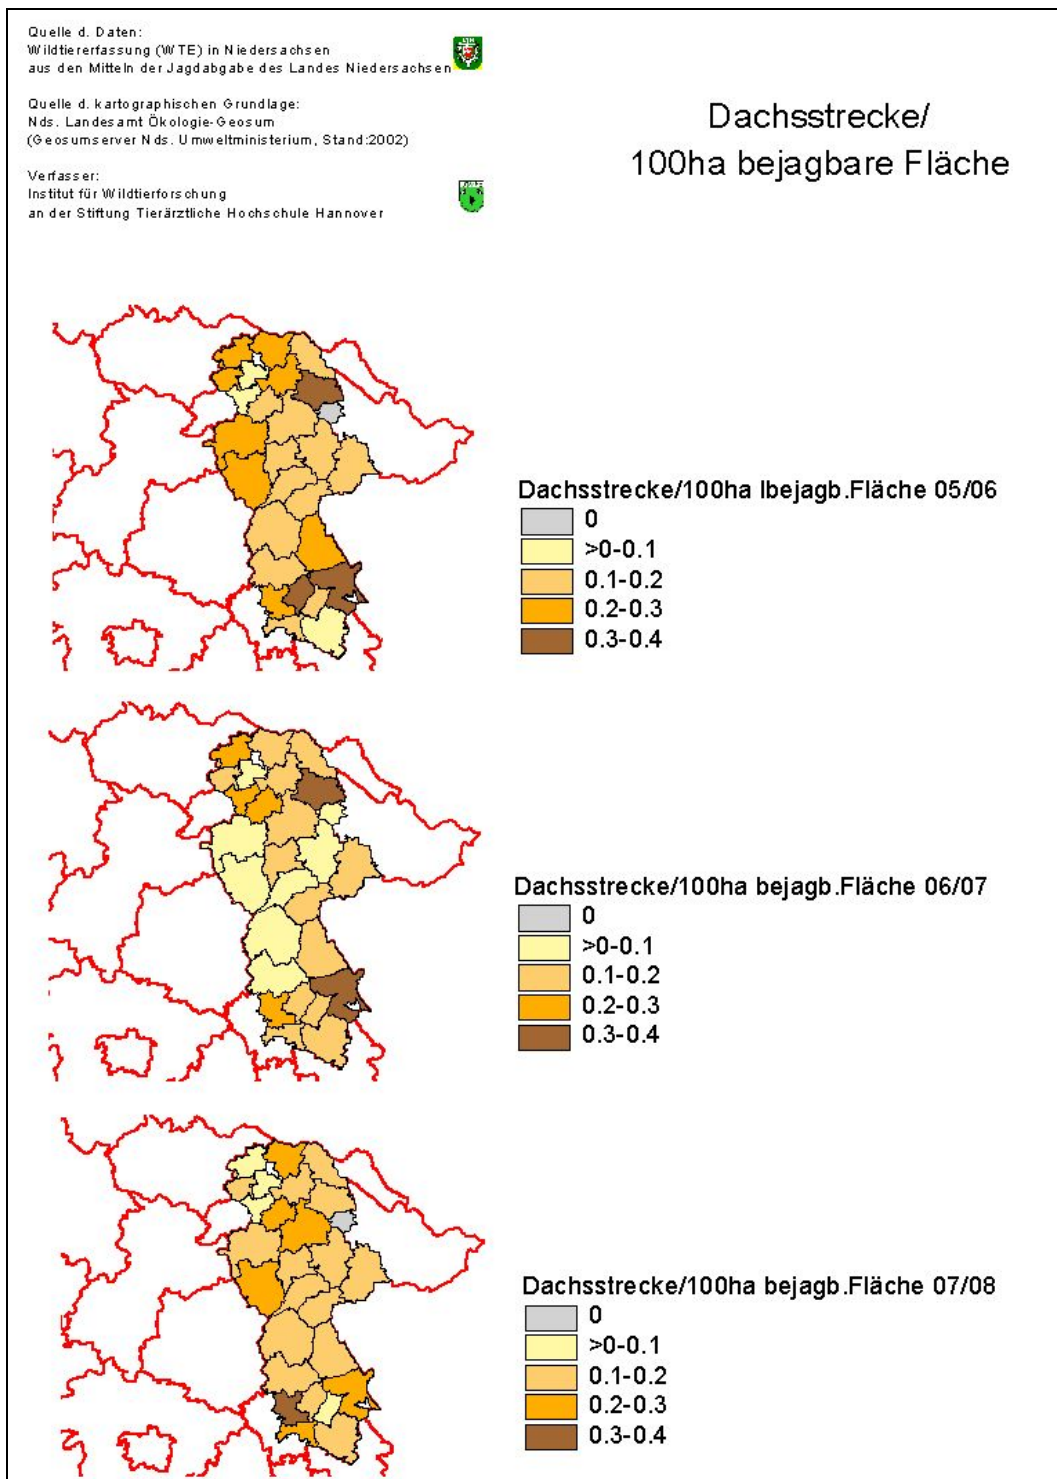 Quelle d. Daten:
Wildtiererfassung (WTE) in Niedersachsen
aus den Mitteln der Jagdabgabe des Landes Niedersachsen
Quelle d. kartographischen Grundlage:
Nds. Landesamt Ökologie-Geosum
(Geosumserver Nds. Umweltministerium, Stand:2002)
Verfasser:
Institut für Wildtierforschung
an der Stiftung Tierärztliche Hochschule Hannover
Dachsstrecke/
100ha bejagbare Fläche
Dachsstrecke/100ha lbejagb.Fläche 05/06
0
>0-0.1
0.1-0.2
0.2-0.3
0.3-0.4
Dachsstrecke/100ha bejagb.Fläche 06/07
0
>0-0.1
0.1-0.2
0.2-0.3
0.3-0.4
Dachsstrecke/100ha bejagb.Fläche 07/08
0
>0-0.1
0.1-0.2
0.2-0.3
0.3-0.4